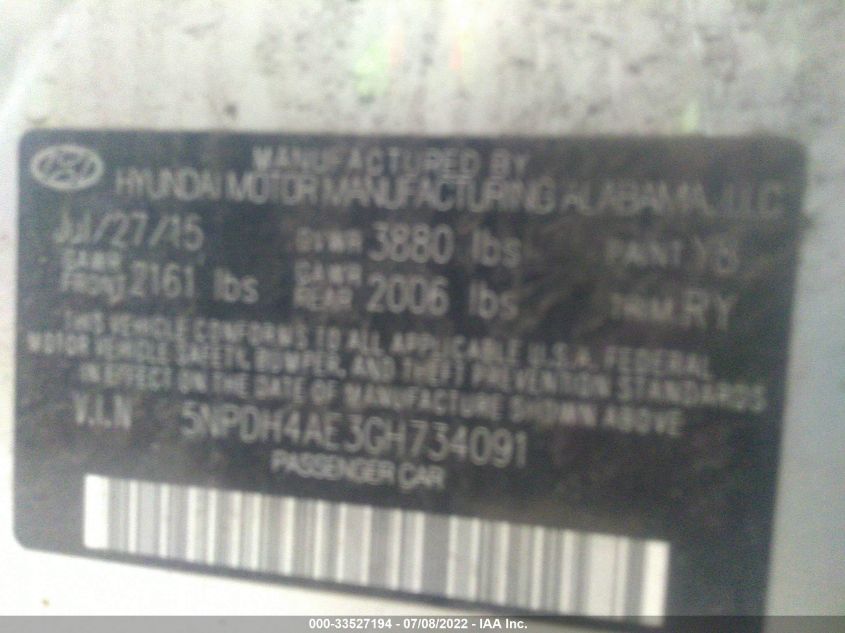 MANUFACTURED BY
HYUNDAI MOTOR MANUFACTURING ALABAMA, LLC
Jul/27/15 GVWR 3880 lbs PAINT Y8
GAWR FRONT 2161 lbs GAWR REAR 2006 lbs TRIM RY
THIS VEHICLE CONFORMS TO ALL APPLICABLE U.S.A. FEDERAL
MOTOR VEHICLE SAFETY, BUMPER, AND THEFT PREVENTION STANDARDS
IN EFFECT ON THE DATE OF MANUFACTURE SHOWN ABOVE
V.I.N 5NPDH4AE3GH734091
PASSENGER CAR
000-33527194 - 07/08/2022 - IAA Inc.